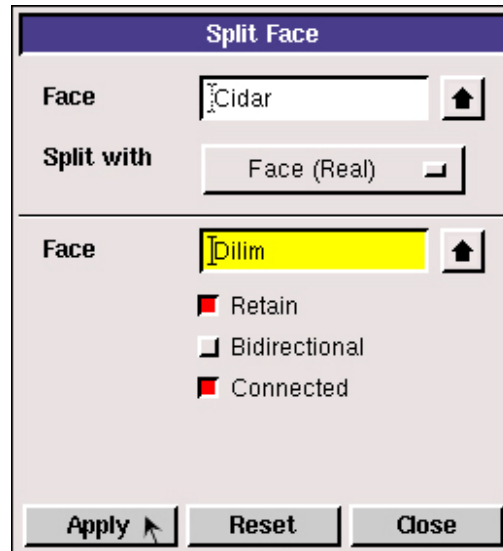 Split Face
Face Cidar
Split with Face (Real)
Face Dilim
Retain
Bidirectional
Connected
Apply Reset Close